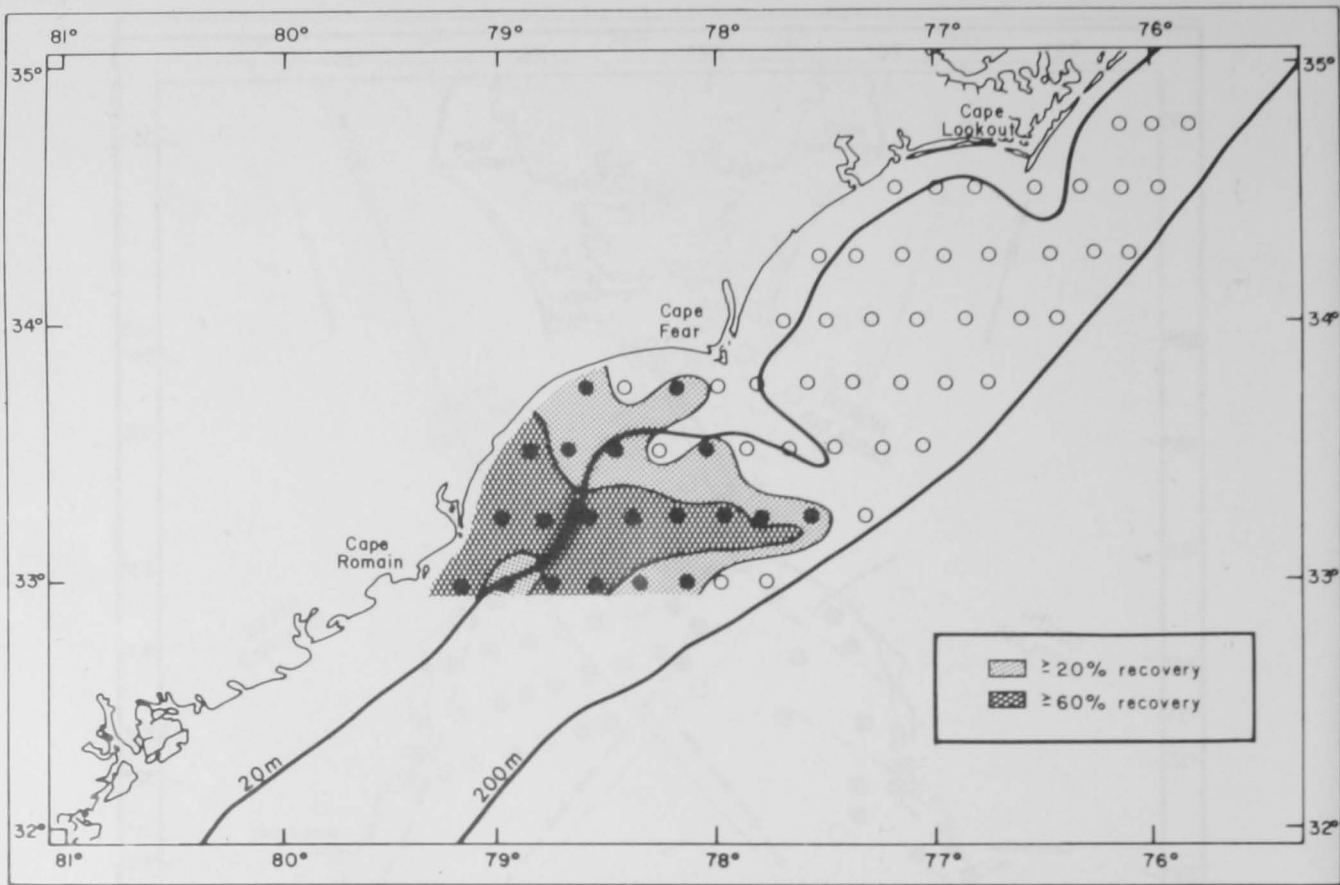 81° 80° 79° 78° 77° 76°
35° 35°
Cape
Lookout
34° 34°
Cape
Fear
Cape
Romain
33° 33°
≥20% recovery
≥60% recovery
20m
200m
32° 32°
81° 80° 79° 78° 77° 76°